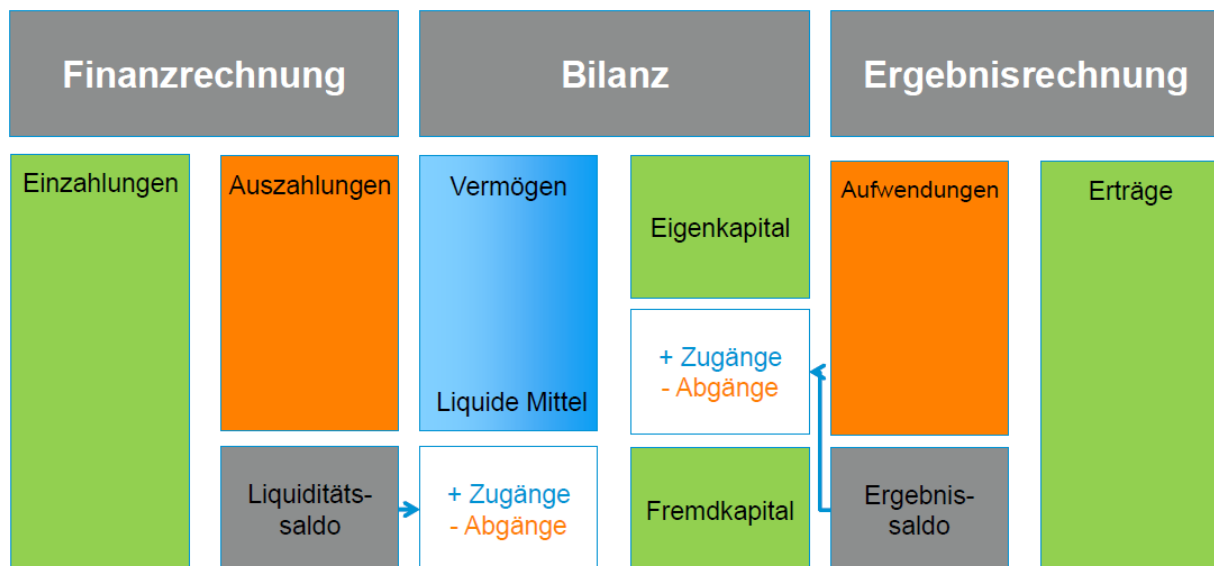 Finanzrechnung
Bilanz
Ergebnisrechnung
Einzahlungen
Auszahlungen
Liquiditäts-
saldo
Vermögen
Liquide Mittel
+ Zugänge
- Abgänge
Eigenkapital
+ Zugänge
- Abgänge
Fremdkapital
Aufwendungen
Ergebnis-
saldo
Erträge